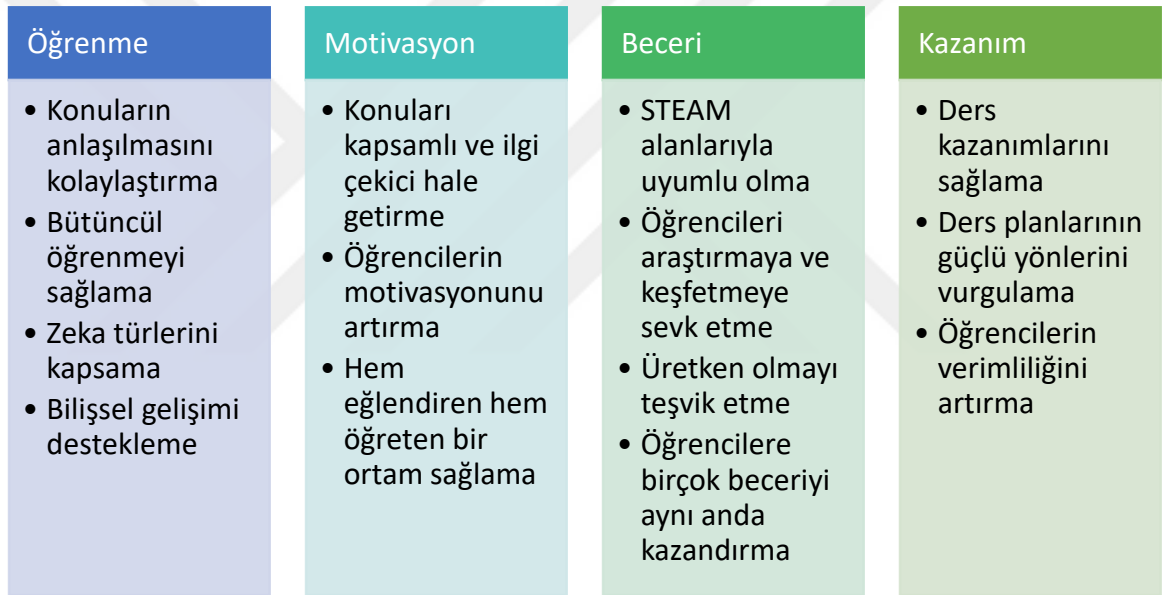 Öğrenme
• Konuların
anlaşılmasını
kolaylaştırma
• Bütüncül
öğrenmeyi
sağlama
• Zeka türlerini
kapsama
• Bilişsel gelişimi
destekleme
Motivasyon
• Konuları
kapsamlı ve ilgi
çekici hale
getirme
• Öğrencilerin
motivasyonunu
artırma
• Hem
eğlendiren hem
öğreten bir
ortam sağlama
Beceri
• STEAM
alanlarıyla
uyumlu olma
• Öğrencileri
araştırmaya ve
keşfetmeye
sevk etme
• Üretken olmayı
teşvik etme
• Öğrencilere
birçok beceriyi
aynı anda
kazandırma
Kazanım
• Ders
kazanımlarını
sağlama
• Ders planlarının
güçlü yönlerini
vurgulama
• Öğrencilerin
verimliliğini
artırma